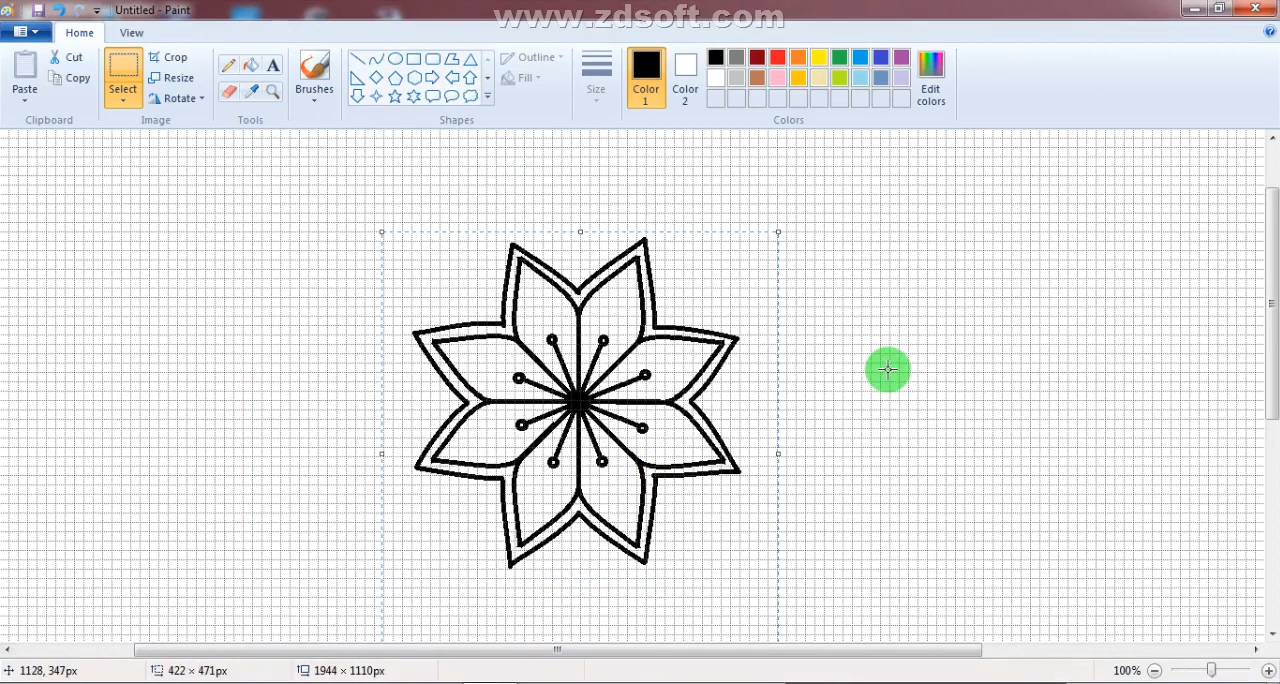 Untitled - Paint
www.zdsoft.com
Home
View
Paste
Cut
Copy
Clipboard
Select
Crop
Resize
Rotate
Image
A
Tools
Brushes
Outline
Fill
Shapes
Size
Color
1
Color
2
Edit
colors
Colors
1128, 347px
422 × 471px
1944 × 1110px
100%